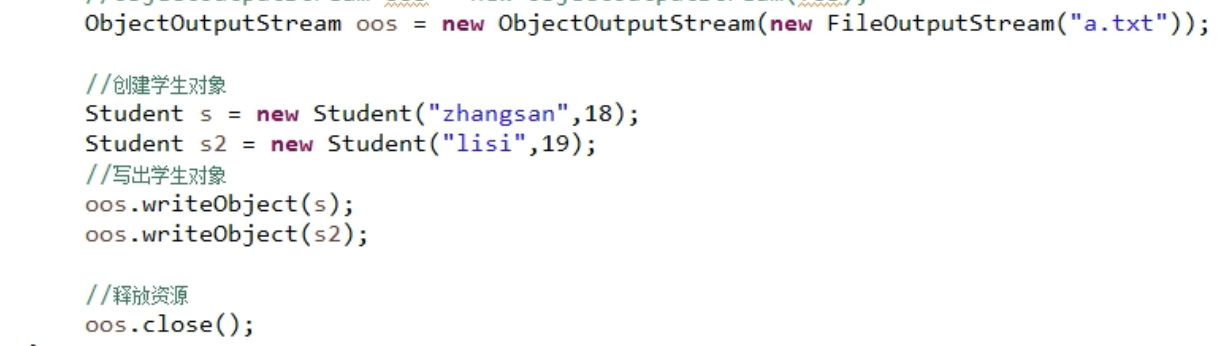 ObjectOutputStream oos = new ObjectOutputStream(new FileOutputStream("a.txt"));
//创建学生对象
Student s = new Student("zhangsan",18);
Student s2 = new Student("lisi",19);
//写出学生对象
oos.writeObject(s);
oos.writeObject(s2);
//释放资源
oos.close();